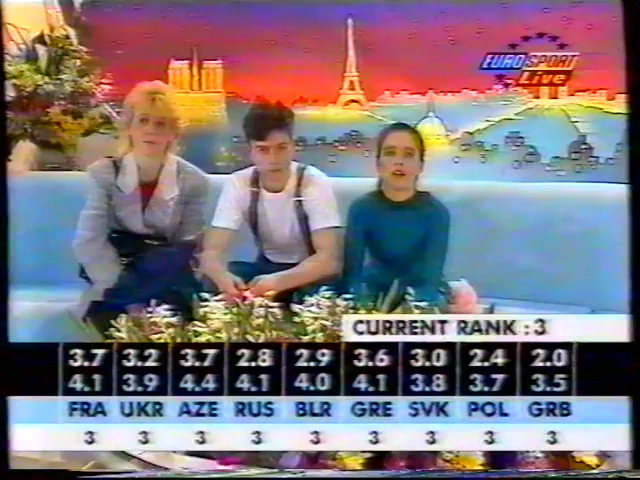 EUROSPORT
Live
CURRENT RANK : 3
3.7 3.2 3.7 2.8 2.9 3.6 3.0 2.4 2.0
4.1 3.9 4.4 4.1 4.0 4.1 3.8 3.7 3.5
FRA UKR AZE RUS BLR GRE SVK POL GRB
3 3 3 3 3 3 3 3 3